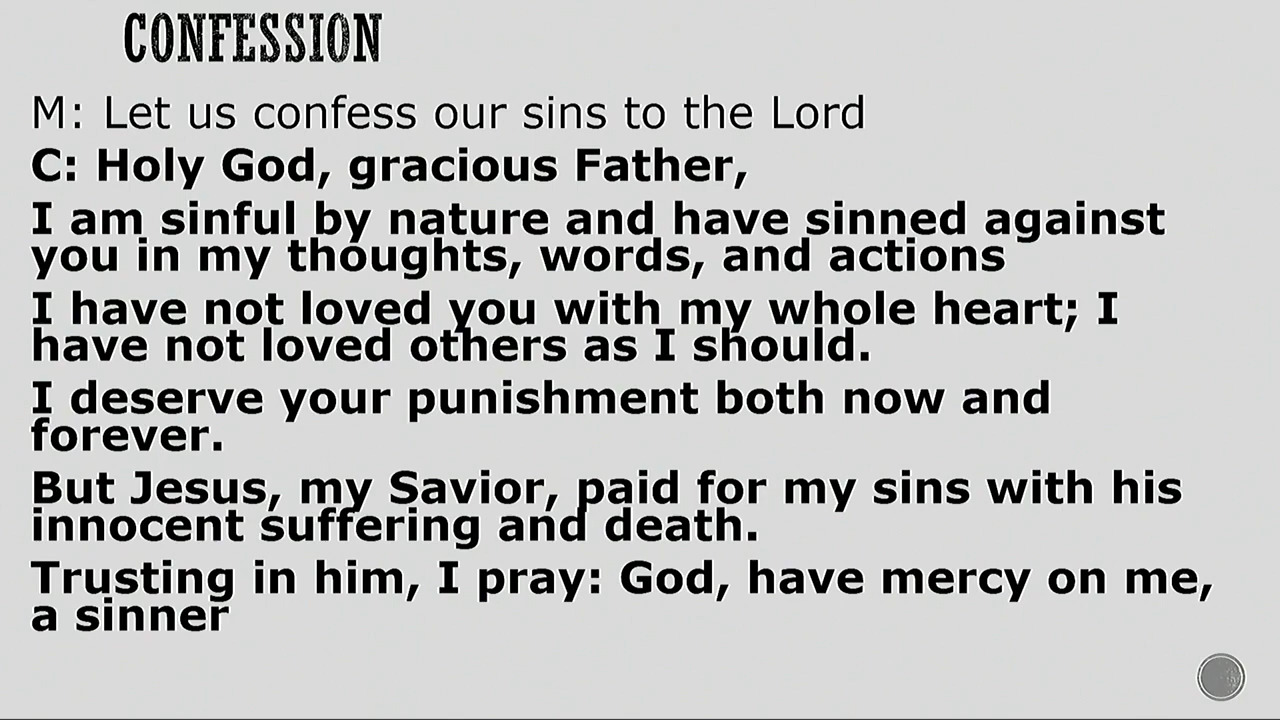 CONFESSION
M: Let us confess our sins to the Lord
C: Holy God, gracious Father,
I am sinful by nature and have sinned against
you in my thoughts, words, and actions
I have not loved you with my whole heart; I
have not loved others as I should.
I deserve your punishment both now and
forever.
But Jesus, my Savior, paid for my sins with his
innocent suffering and death.
Trusting in him, I pray: God, have mercy on me,
a sinner